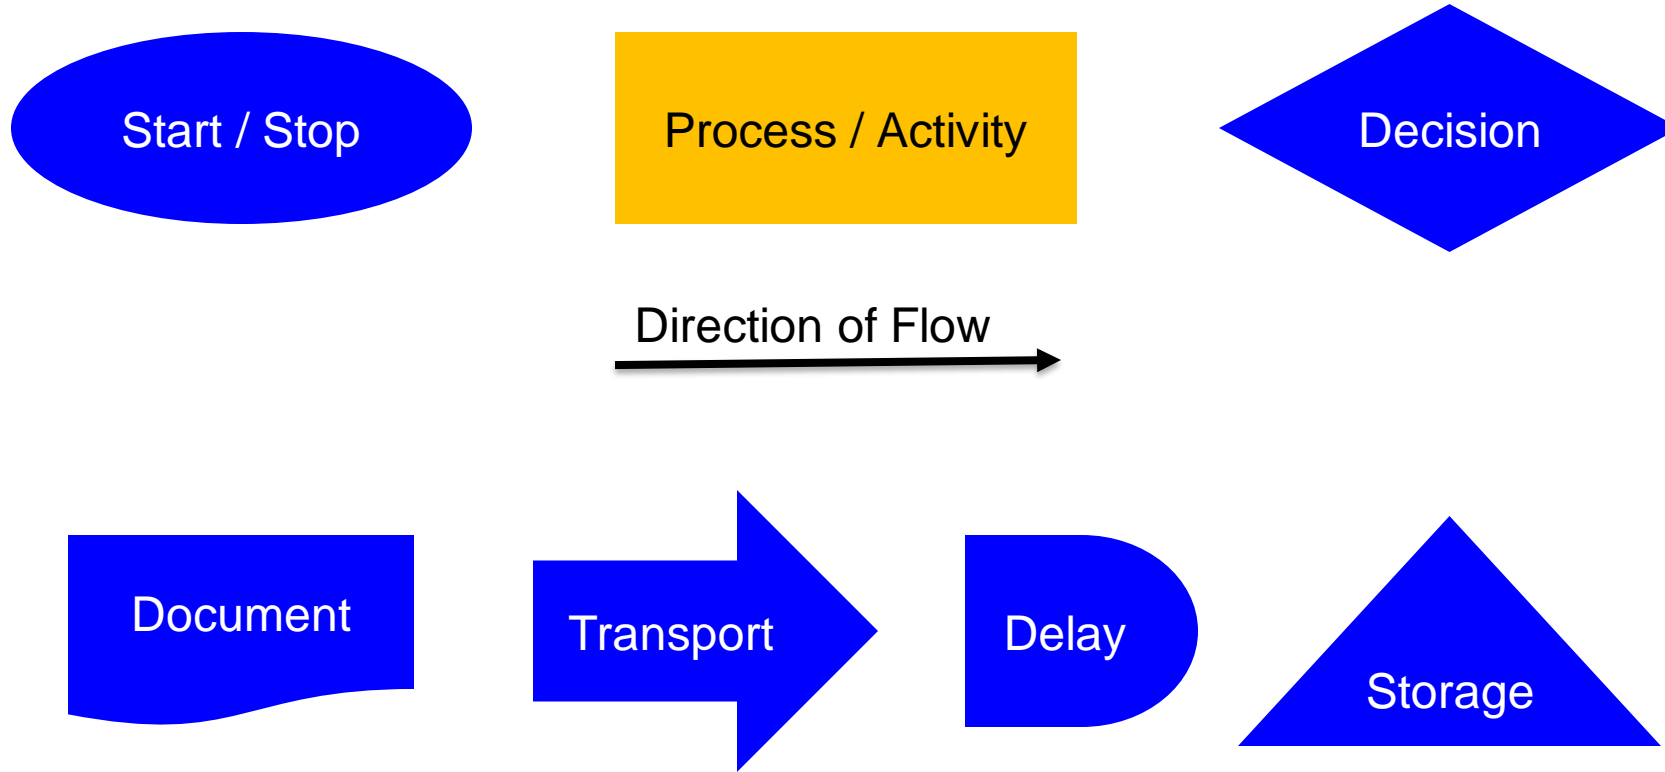 Start / Stop
Process / Activity
Decision
Direction of Flow
Document
Transport
Delay
Storage